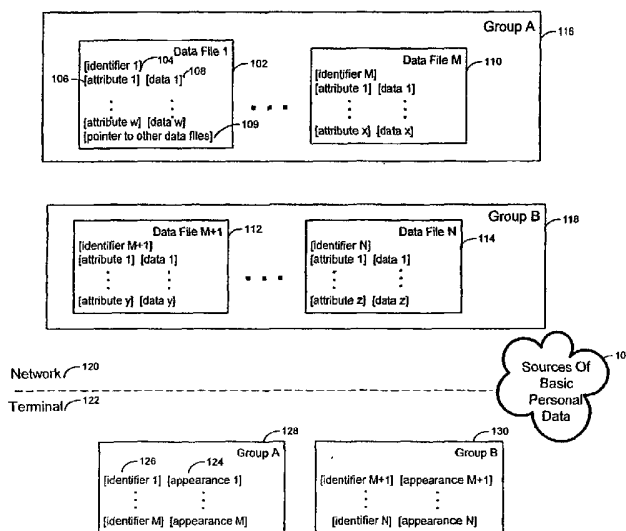 Group A
116
Data File 1
[identifier 1] 104
106 [attribute 1] [data 1] 108
102
[attribute w] [data w]
[pointer to other data files] 109
Data File M
110
[identifier M]
[attribute 1] [data 1]
[attribute x] [data x]
Group B
118
Data File M+1
112
[identifier M+1]
[attribute 1] [data 1]
[attribute y] [data y]
Data File N
114
[identifier N]
[attribute 1] [data 1]
[attribute z] [data z]
Network 120
Terminal 122
10
Sources Of
Basic
Personal
Data
128
Group A
126
124
[identifier 1] [appearance 1]
[identifier M] [appearance M]
130
Group B
[identifier M+1] [appearance M+1]
[identifier N] [appearance N]